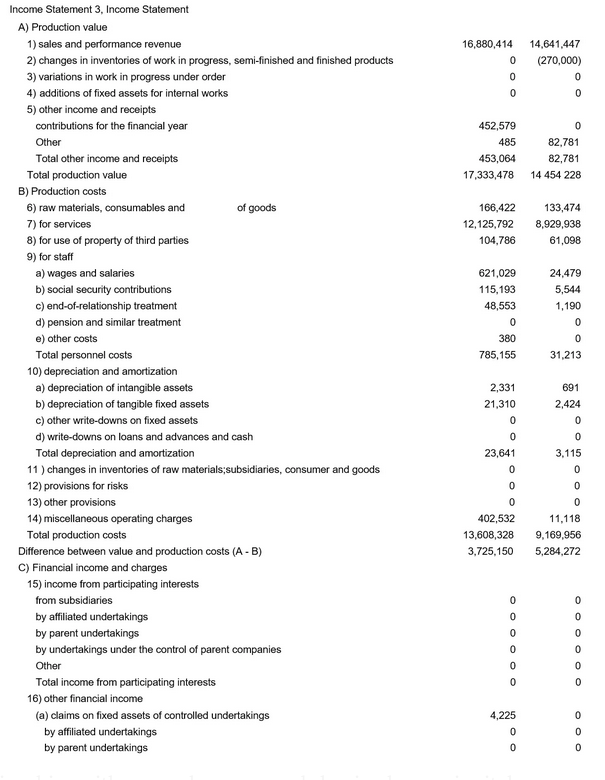 Income Statement 3, Income Statement
A) Production value
1) sales and performance revenue 16,880,414 14,641,447
2) changes in inventories of work in progress, semi-finished and finished products 0 (270,000)
3) variations in work in progress under order 0 0
4) additions of fixed assets for internal works 0 0
5) other income and receipts
contributions for the financial year 452,579 0
Other 485 82,781
Total other income and receipts 453,064 82,781
Total production value 17,333,478 14 454 228
B) Production costs
6) raw materials, consumables and of goods 166,422 133,474
7) for services 12,125,792 8,929,938
8) for use of property of third parties 104,786 61,098
9) for staff
a) wages and salaries 621,029 24,479
b) social security contributions 115,193 5,544
c) end-of-relationship treatment 48,553 1,190
d) pension and similar treatment 0 0
e) other costs 380 0
Total personnel costs 785,155 31,213
10) depreciation and amortization
a) depreciation of intangible assets 2,331 691
b) depreciation of tangible fixed assets 21,310 2,424
c) other write-downs on fixed assets 0 0
d) write-downs on loans and advances and cash 0 0
Total depreciation and amortization 23,641 3,115
11 ) changes in inventories of raw materials;subsidiaries, consumer and goods 0 0
12) provisions for risks 0 0
13) other provisions 0 0
14) miscellaneous operating charges 402,532 11,118
Total production costs 13,608,328 9,169,956
Difference between value and production costs (A - B) 3,725,150 5,284,272
C) Financial income and charges
15) income from participating interests
from subsidiaries 0 0
by affiliated undertakings 0 0
by parent undertakings 0 0
by undertakings under the control of parent companies 0 0
Other 0 0
Total income from participating interests 0 0
16) other financial income
(a) claims on fixed assets of controlled undertakings 4,225 0
by affiliated undertakings 0 0
by parent undertakings 0 0